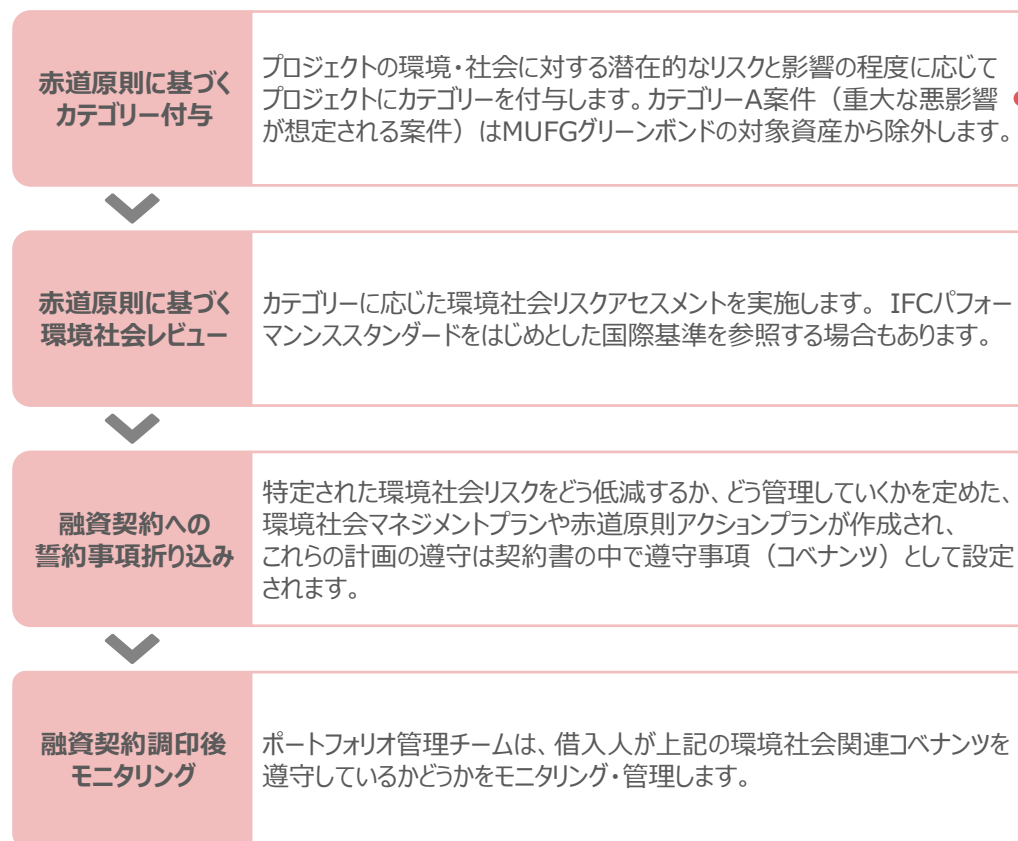 赤道原則に基づく
カテゴリー付与
プロジェクトの環境・社会に対する潜在的なリスクと影響の程度に応じて
プロジェクトにカテゴリーを付与します。カテゴリーA案件（重大な悪影響
が想定される案件）はMUFGグリーンボンドの対象資産から除外します。
赤道原則に基づく
環境社会レビュー
カテゴリーに応じた環境社会リスクアセスメントを実施します。 IFCパフォー
マンンススタンダードをはじめとした国際基準を参照する場合もあります。
融資契約への
誓約事項折り込み
特定された環境社会リスクをどう低減するか、どう管理していくかを定めた、
環境社会マネジメントプランや赤道原則アクションプランが作成され、
これらの計画の遵守は契約書の中で遵守事項（コベナンツ）として設定
されます。
融資契約調印後
モニタリング
ポートフォリオ管理チームは、借入人が上記の環境社会関連コベナンツを
遵守しているかどうかをモニタリング・管理します。